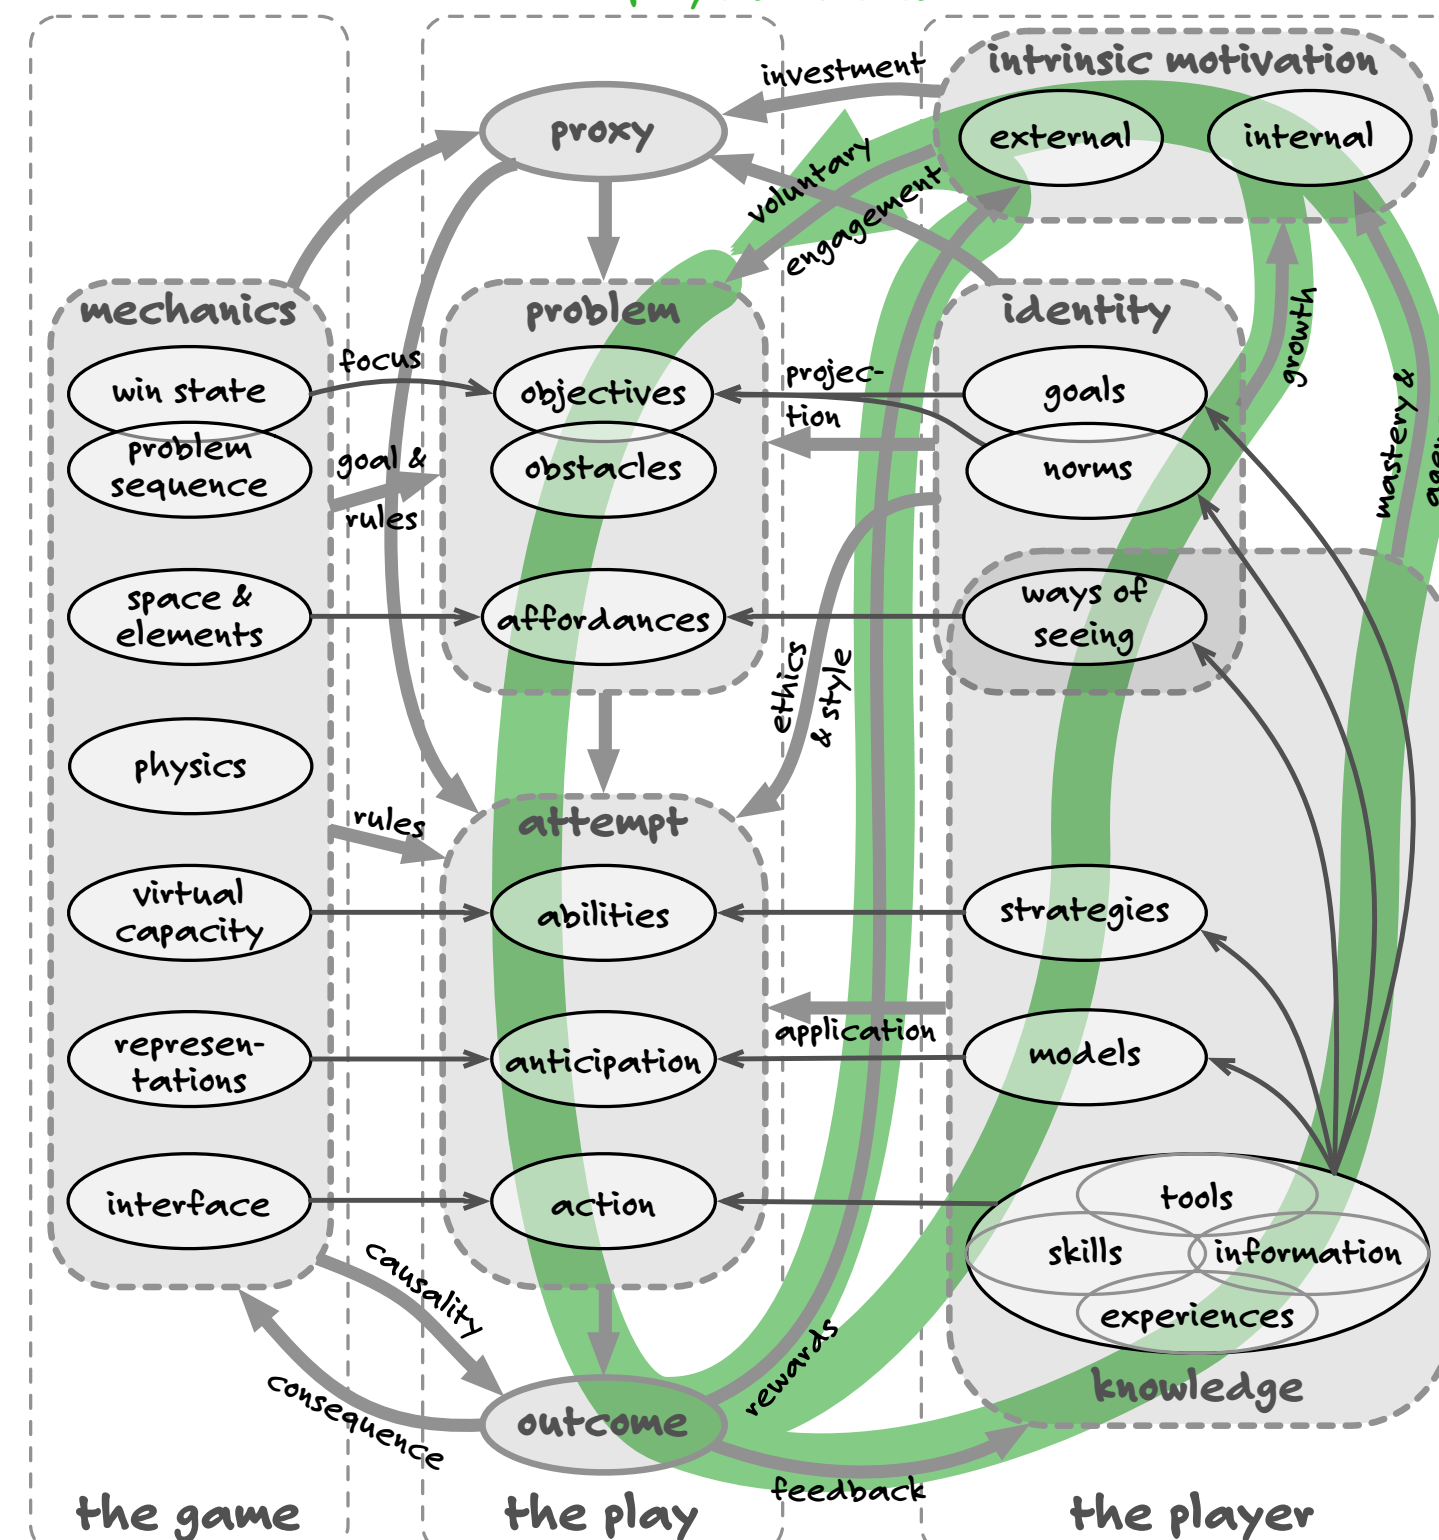 investment
intrinsic motivation
external
internal
proxy
voluntary
engagement
mechanics
problem
identity
growth
win state
focus
objectives
projec-
tion
goals
problem
sequence
goal &
rules
obstacles
norms
mastery &
space &
elements
affordances
ways of
seeing
ethics
& style
physics
rules
attempt
virtual
capacity
abilities
strategies
represen-
tations
anticipation
application
models
interface
action
tools
skills
information
experiences
causality
consequence
rewards
knowledge
outcome
feedback
the game
the play
the player